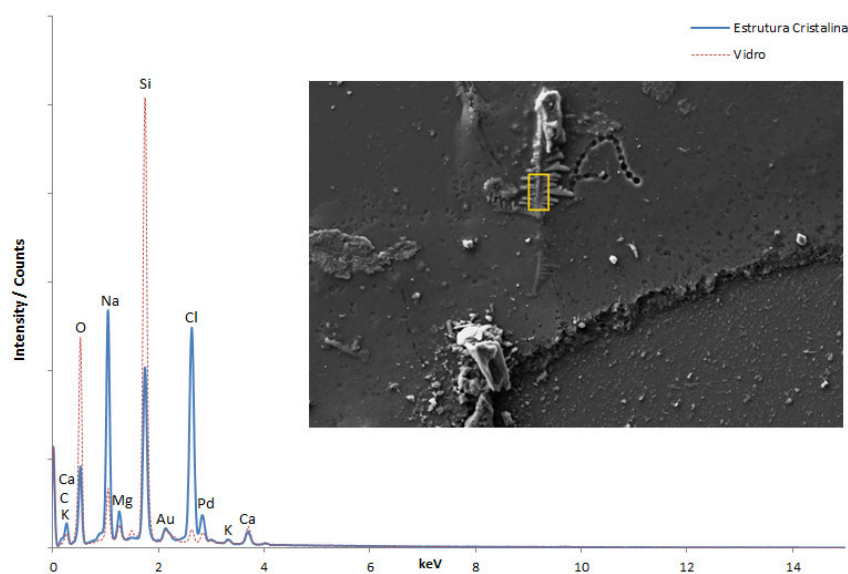 Estrutura Cristalina
Vidro
Si
Na
Cl
O
Ca
C
K
Mg
Pd
Au
K
Ca
Intensity / Counts
0
2
4
6
8
10
12
14
keV